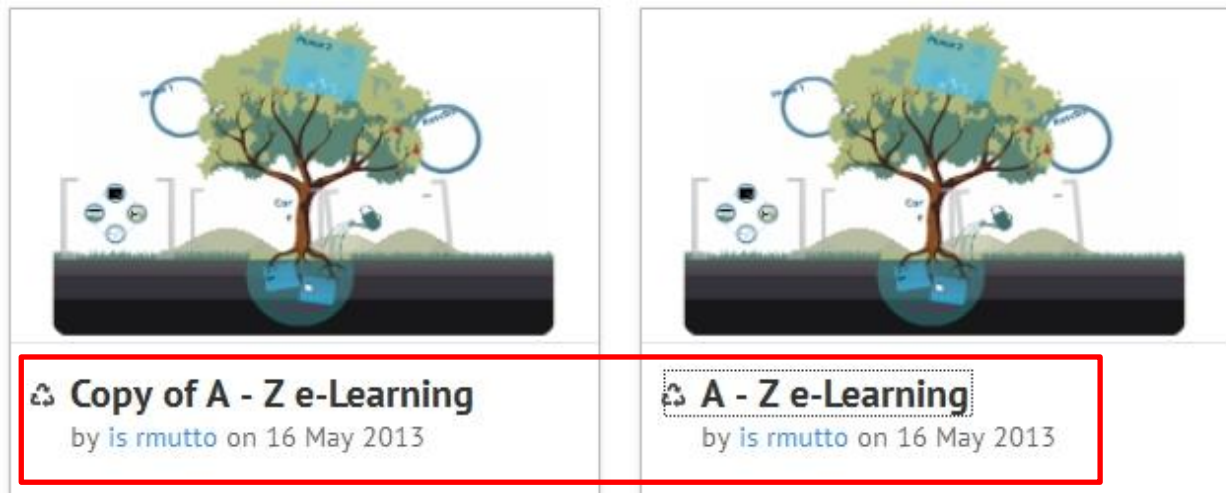 Copy of A - Z e-Learning
by is rmutto on 16 May 2013
A - Z e-Learning
by is rmutto on 16 May 2013